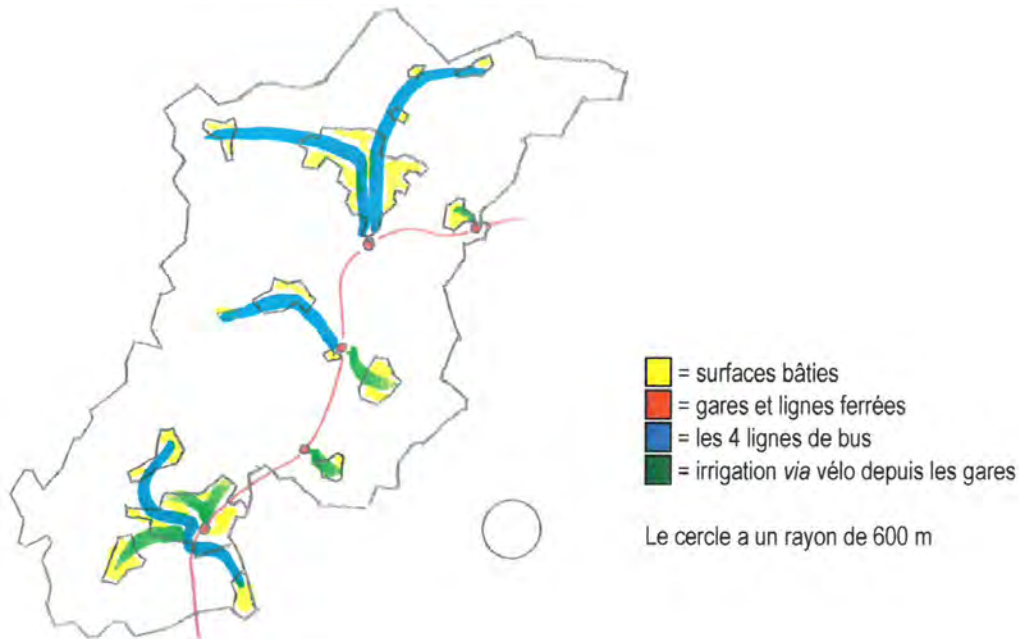 = surfaces bâties
= gares et lignes ferrées
= les 4 lignes de bus
= irrigation via vélo depuis les gares
Le cercle a un rayon de 600 m